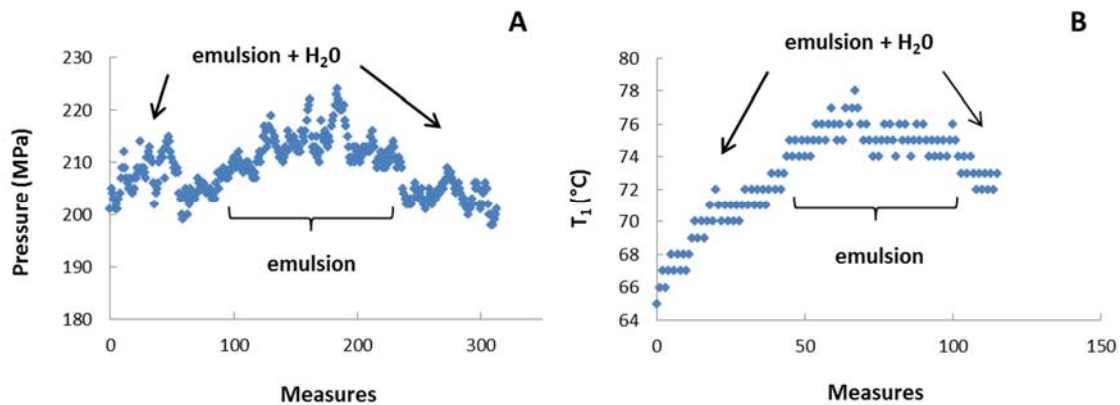 A
emulsion + H₂0
230
220
210
200
190
180
Pressure (MPa)
emulsion
0
100
200
300
Measures
B
emulsion + H₂0
78
76
74
72
70
68
66
64
T₁ (°C)
emulsion
0
50
100
150
Measures